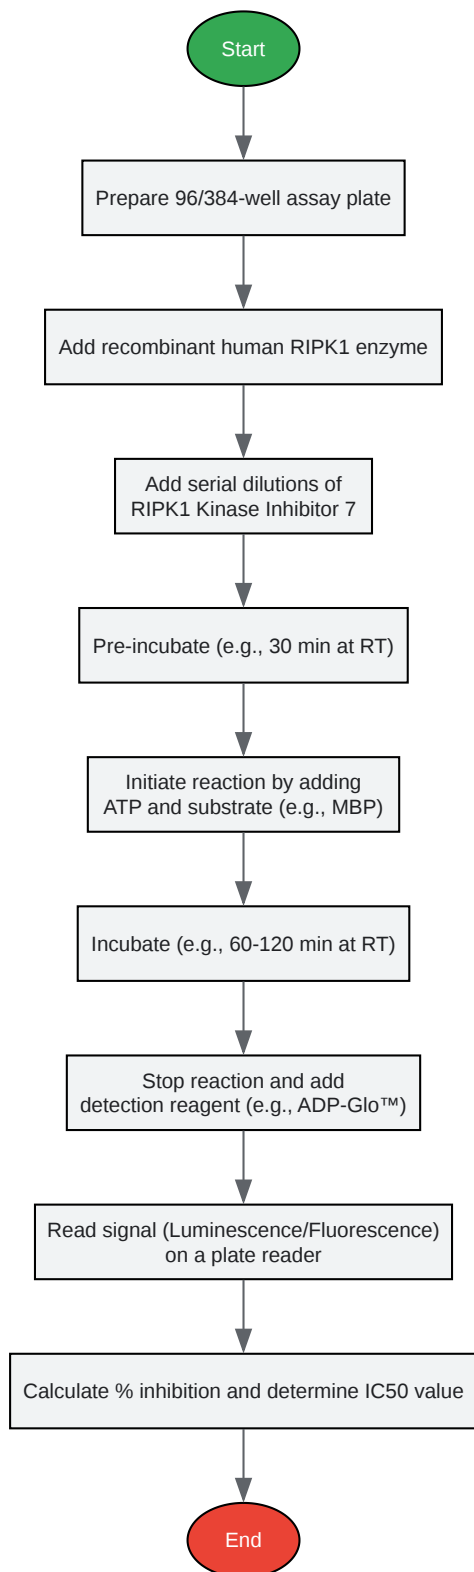 Start
Prepare 96/384-well assay plate
Add recombinant human RIPK1 enzyme
Add serial dilutions of
RIPK1 Kinase Inhibitor 7
Pre-incubate (e.g., 30 min at RT)
Initiate reaction by adding
ATP and substrate (e.g., MBP)
Incubate (e.g., 60-120 min at RT)
Stop reaction and add
detection reagent (e.g., ADP-Glo™)
Read signal (Luminescence/Fluorescence)
on a plate reader
Calculate % inhibition and determine IC50 value
End